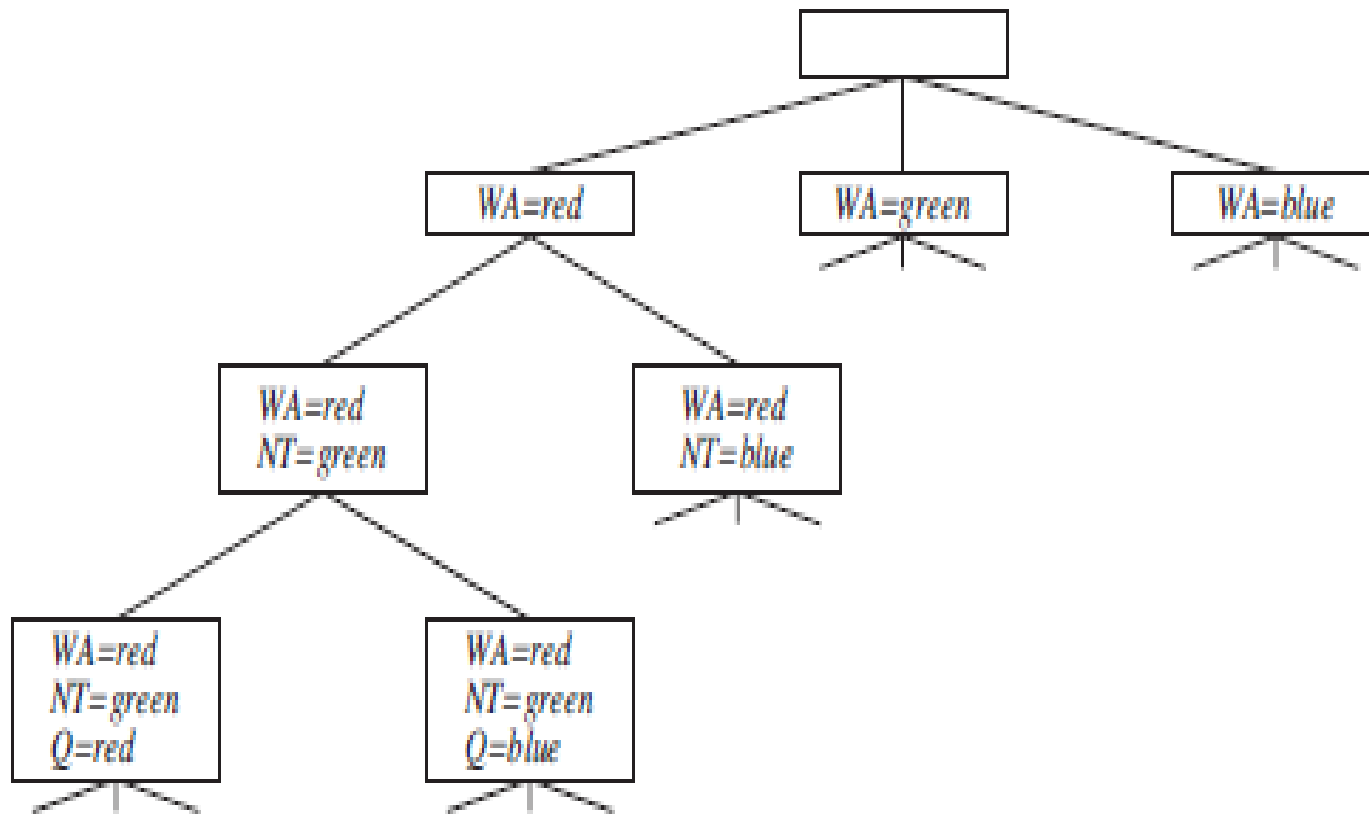 WA=red
WA=green
WA=blue
WA=red
NT=green
WA=red
NT=blue
WA=red
NT=green
Q=red
WA=red
NT=green
Q=blue